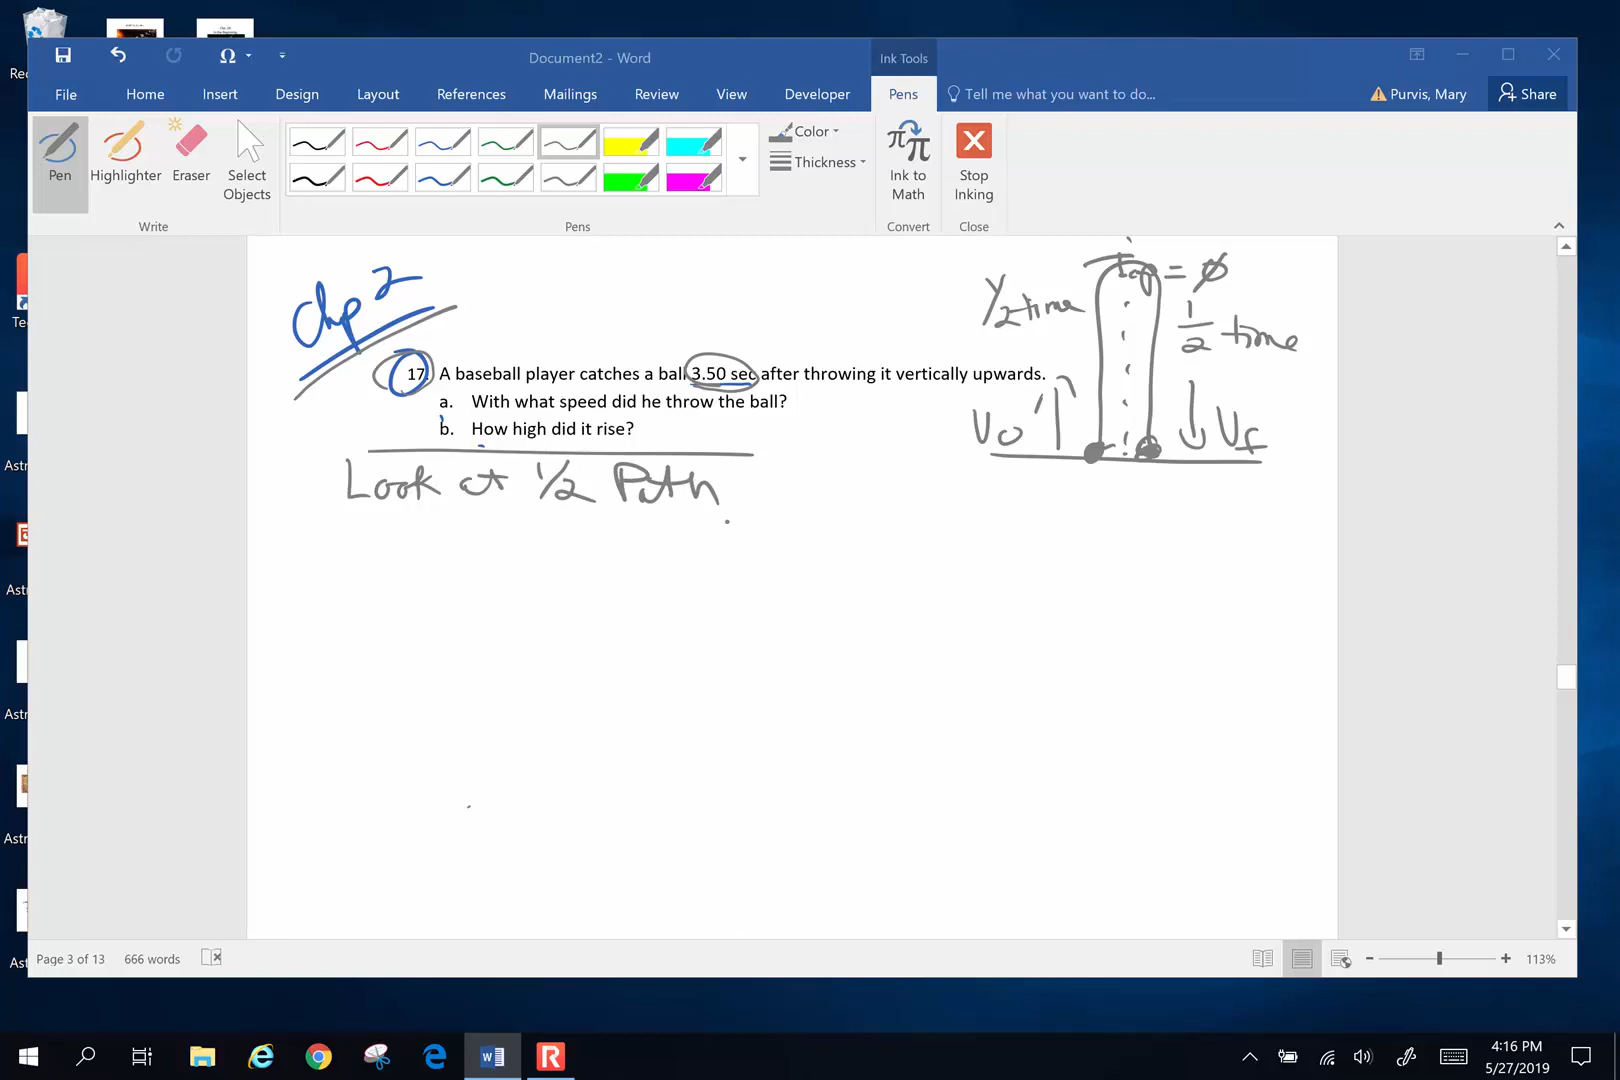 Document2 - Word
Ink Tools
File Home Insert Design Layout References Mailings Review View Developer Pens Tell me what you want to do... Purvis, Mary Share
Pen Highlighter Eraser Select Objects
Color
Thickness
Ink to Math
Stop Inking
Write Pens Convert Close
Chp 2
1/2 time
top = ∅
1/2 time
17. A baseball player catches a ball 3.50 sec after throwing it vertically upwards.
a. With what speed did he throw the ball?
b. How high did it rise?
Vo
Vf
Look at 1/2 Path
Page 3 of 13 666 words 113%
4:16 PM
5/27/2019